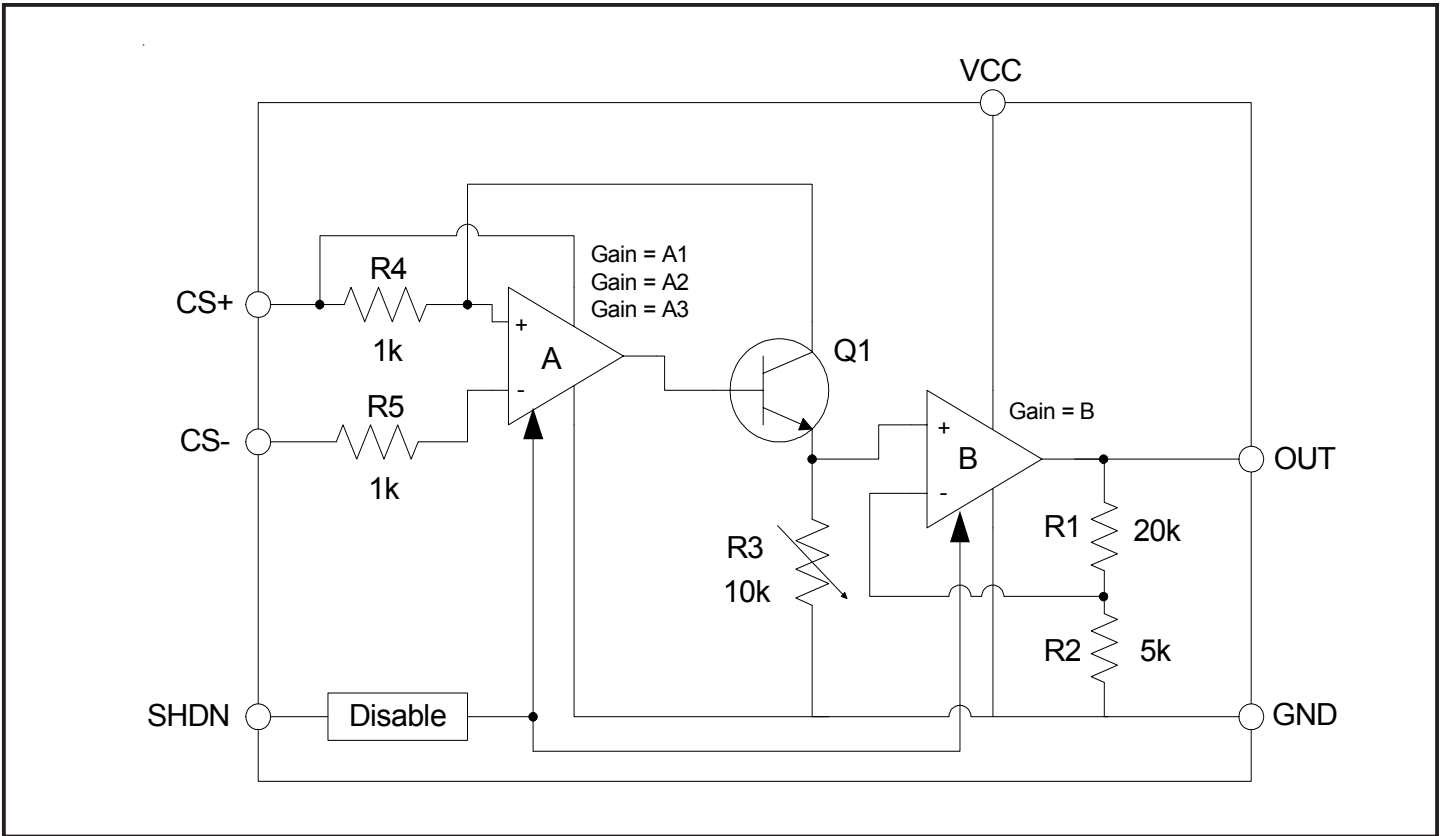 VCC
Gain = A1
Gain = A2
Gain = A3
R4
CS+
+
1k
A
Q1
-
R5
CS-
1k
Gain = B
+
B
OUT
-
R1
20k
R3
10k
R2
5k
SHDN
Disable
GND